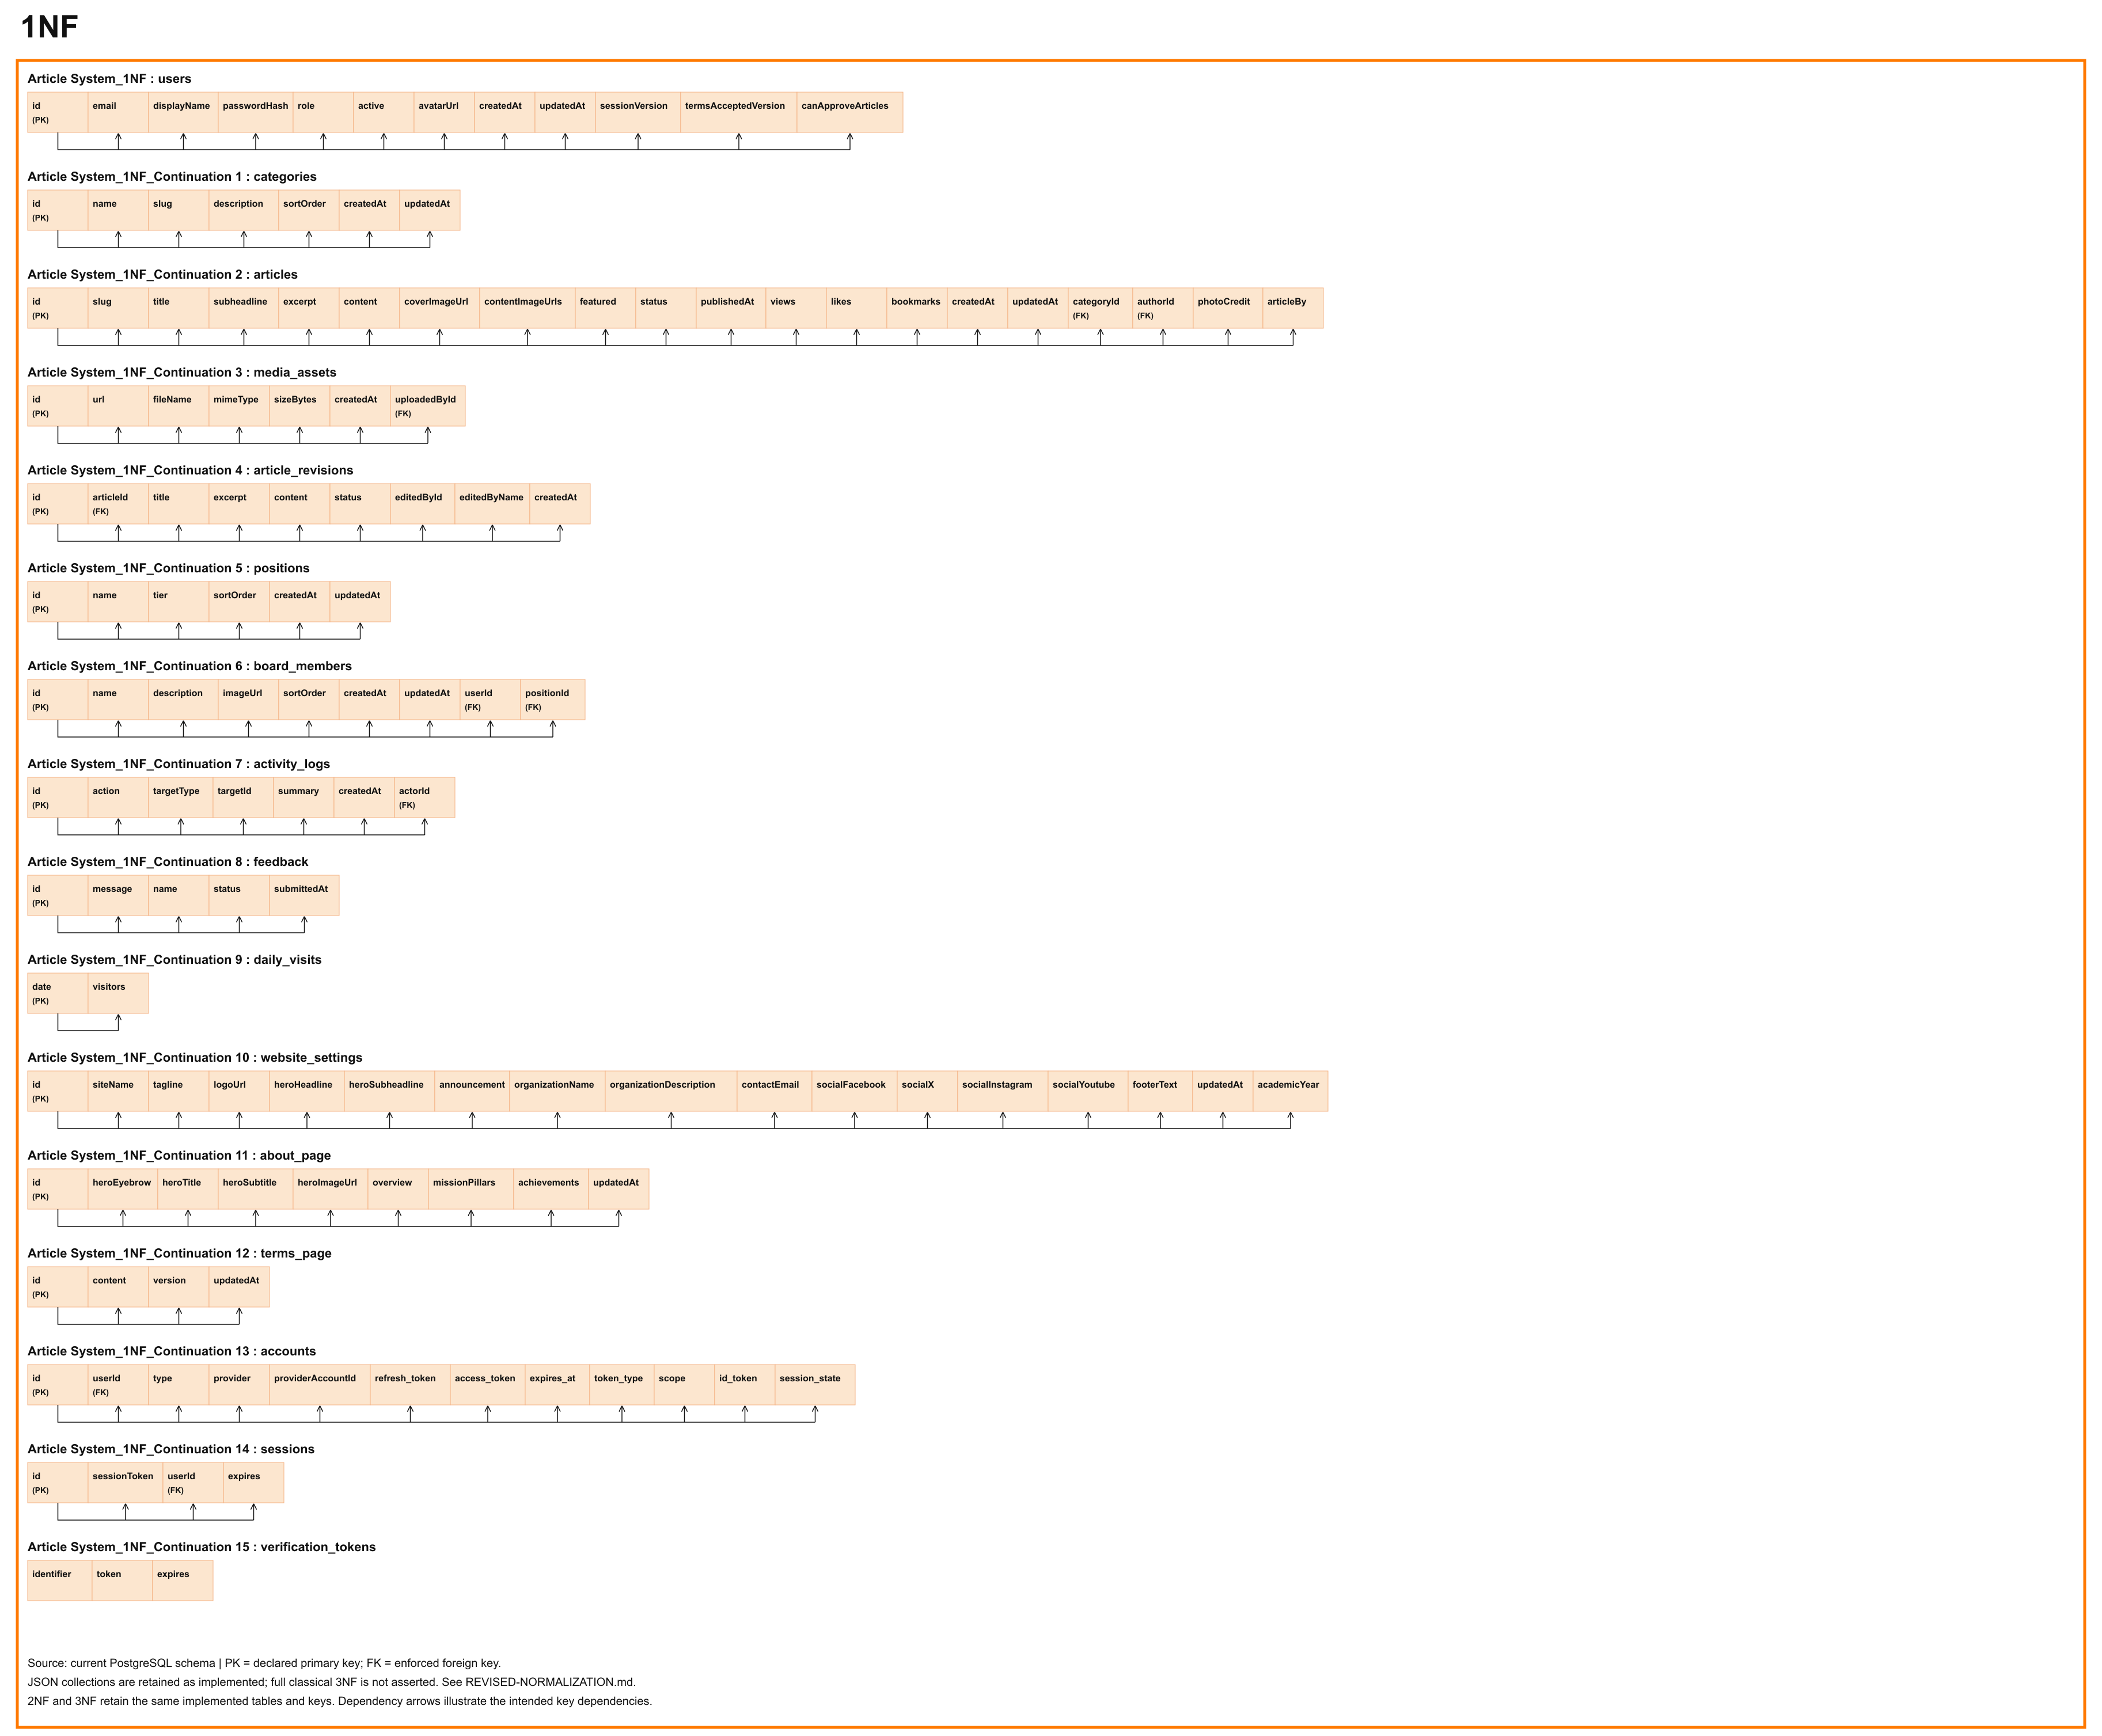 1NF
Article System_1NF : users
id email displayName passwordHash role active avatarUrl createdAt updatedAt sessionVersion termsAcceptedVersion canApproveArticles
(PK)
Article System_1NF_Continuation 1 : categories
id name slug description sortOrder createdAt updatedAt
(PK)
Article System_1NF_Continuation 2 : articles
id slug title subheadline excerpt content coverImageUrl contentImageUrls featured status publishedAt views likes bookmarks createdAt updatedAt categoryId authorId photoCredit articleBy
(PK) (FK) (FK)
Article System_1NF_Continuation 3 : media_assets
id url fileName mimeType sizeBytes createdAt uploadedById
(PK) (FK)
Article System_1NF_Continuation 4 : article_revisions
id articleId title excerpt content status editedById editedByName createdAt
(PK) (FK)
Article System_1NF_Continuation 5 : positions
id name tier sortOrder createdAt updatedAt
(PK)
Article System_1NF_Continuation 6 : board_members
id name description imageUrl sortOrder createdAt updatedAt userId positionId
(PK) (FK) (FK)
Article System_1NF_Continuation 7 : activity_logs
id action targetType targetId summary createdAt actorId
(PK) (FK)
Article System_1NF_Continuation 8 : feedback
id message name status submittedAt
(PK)
Article System_1NF_Continuation 9 : daily_visits
date visitors
(PK)
Article System_1NF_Continuation 10 : website_settings
id siteName tagline logoUrl heroHeadline heroSubheadline announcement organizationName organizationDescription contactEmail socialFacebook socialX socialInstagram socialYoutube footerText updatedAt academicYear
(PK)
Article System_1NF_Continuation 11 : about_page
id heroEyebrow heroTitle heroSubtitle heroImageUrl overview missionPillars achievements updatedAt
(PK)
Article System_1NF_Continuation 12 : terms_page
id content version updatedAt
(PK)
Article System_1NF_Continuation 13 : accounts
id userId type provider providerAccountId refresh_token access_token expires_at token_type scope id_token session_state
(PK) (FK)
Article System_1NF_Continuation 14 : sessions
id sessionToken userId expires
(PK) (FK)
Article System_1NF_Continuation 15 : verification_tokens
identifier token expires
Source: current PostgreSQL schema | PK = declared primary key; FK = enforced foreign key.
JSON collections are retained as implemented; full classical 3NF is not asserted. See REVISED-NORMALIZATION.md.
2NF and 3NF retain the same implemented tables and keys. Dependency arrows illustrate the intended key dependencies.